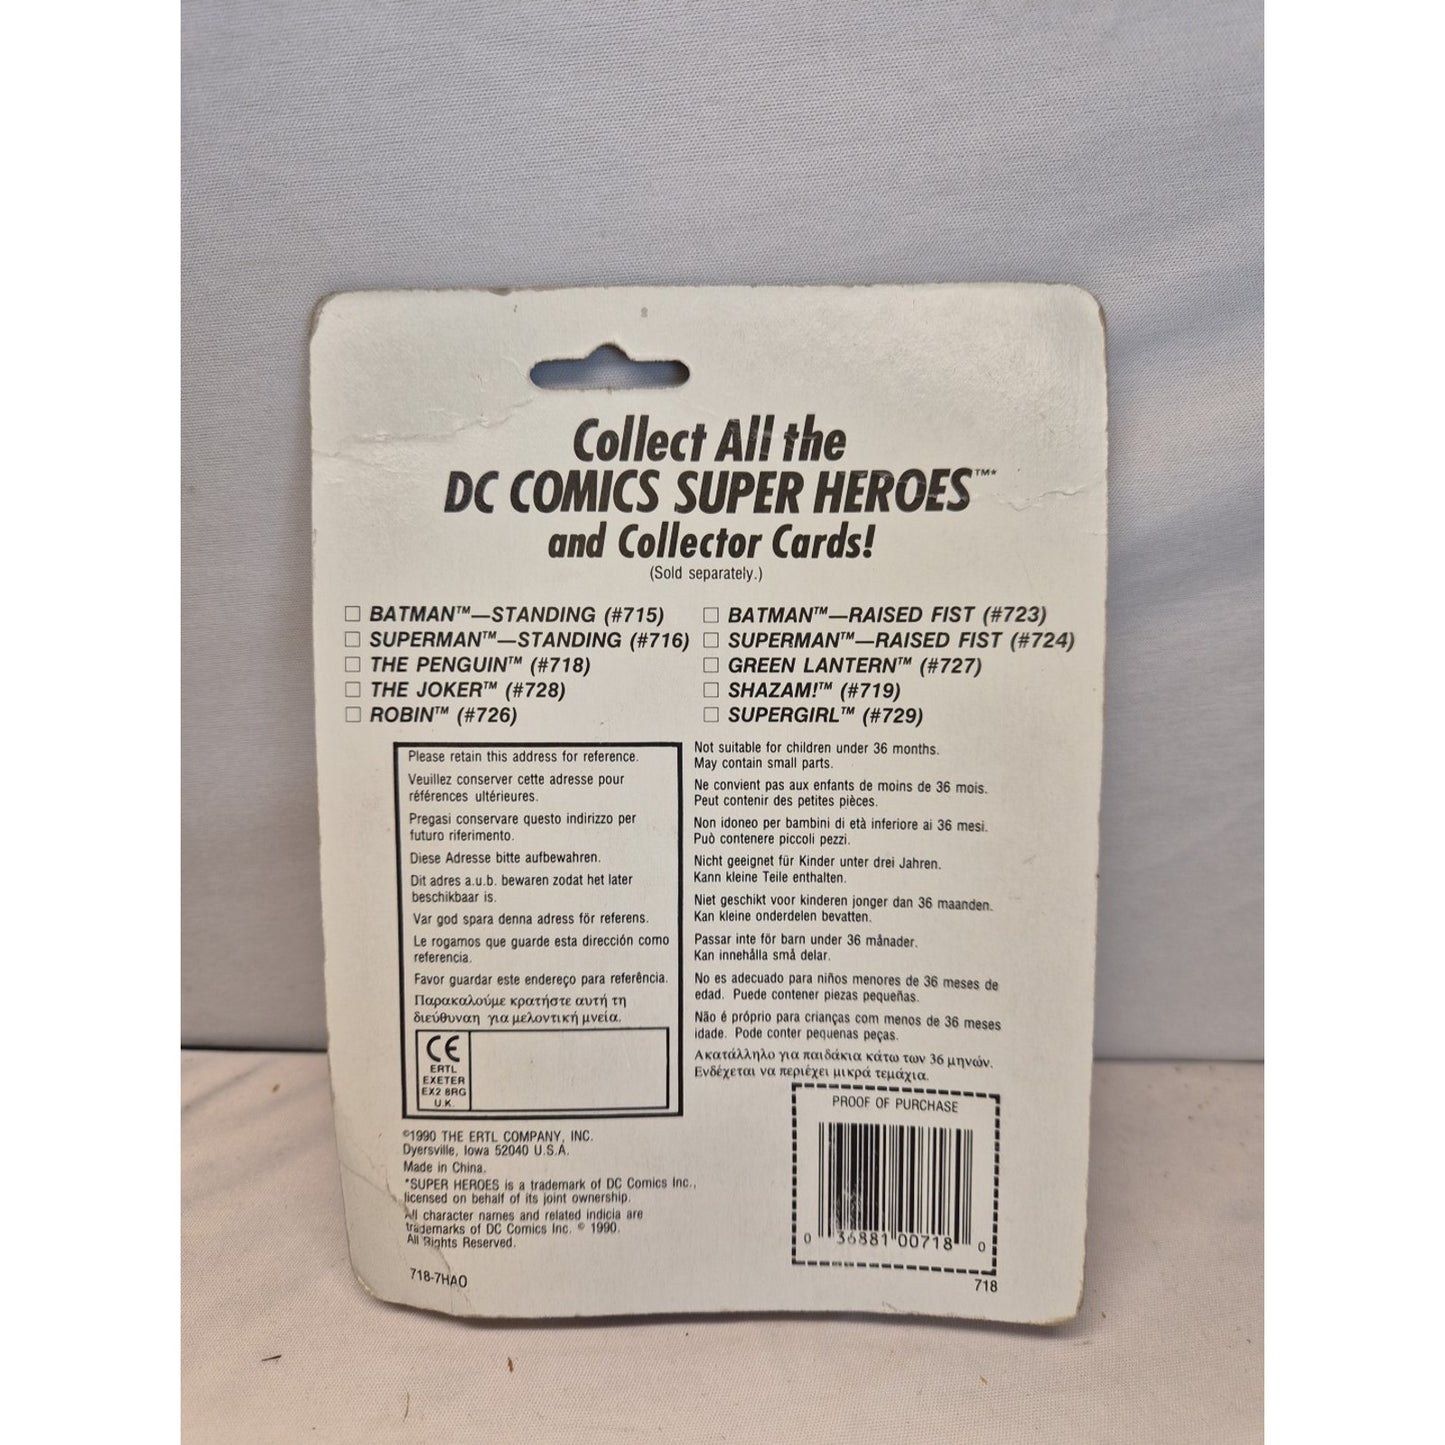 Collect All the
DC COMICS SUPER HEROES™*
and Collector Cards!
(Sold separately.)
☐ BATMAN™—STANDING (#715)
☐ SUPERMAN™—STANDING (#716)
☐ THE PENGUIN™ (#718)
☐ THE JOKER™ (#728)
☐ ROBIN™ (#726)
☐ BATMAN™—RAISED FIST (#723)
☐ SUPERMAN™—RAISED FIST (#724)
☐ GREEN LANTERN™ (#727)
☐ SHAZAM!™ (#719)
☐ SUPERGIRL™ (#729)
Please retain this address for reference.
Veuillez conserver cette adresse pour
références ultérieures.
Pregasi conservare questo indirizzo per
futuro riferimento.
Diese Adresse bitte aufbewahren.
Dit adres a.u.b. bewaren zodat het later
beschikbaar is.
Var god spara denna adress för referens.
Le rogamos que guarde esta dirección como
referencia.
Favor guardar este endereço para referência.
Παρακαλούμε κρατήστε αυτή τη
διεύθυναη για μελοντική μνεία.
CE
ERTL
EXETER
EX2 8RG
U.K.
Not suitable for children under 36 months.
May contain small parts.
Ne convient pas aux enfants de moins de 36 mois.
Peut contenir des petites pièces.
Non idoneo per bambini di età inferiore ai 36 mesi.
Può contenere piccoli pezzi.
Nicht geeignet für Kinder unter drei Jahren.
Kann kleine Teile enthalten.
Niet geschikt voor kinderen jonger dan 36 maanden.
Kan kleine onderdelen bevatten.
Passar inte för barn under 36 månader.
Kan innehålla små delar.
No es adecuado para niños menores de 36 meses de
edad. Puede contener piezas pequeñas.
Não é próprio para crianças com menos de 36 meses
idade. Pode conter pequenas peças.
Ακατάλληλο για παιδάκια κάτω των 36 μηνών.
Ενδέχεται να περιέχει μικρά τεμάχια.
©1990 THE ERTL COMPANY, INC.
Dyersville, Iowa 52040 U.S.A.
Made in China.
*SUPER HEROES is a trademark of DC Comics Inc.,
licensed on behalf of its joint ownership.
All character names and related indicia are
trademarks of DC Comics Inc. © 1990.
All Rights Reserved.
718-7HAO
PROOF OF PURCHASE
0 36881 00718 0
718